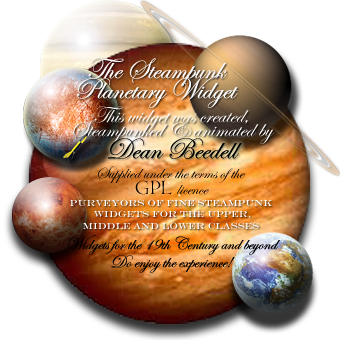 The Steampunk
Planetary Widget
This widget was created,
Steampunked & animated by
Dean Beedell
Supplied under the terms of the
GPL licence
PURVEYORS OF FINE STEAMPUNK
WIDGETS FOR THE UPPER,
MIDDLE AND LOWER CLASSES
Widgets for the 19th Century and beyond
Do enjoy the experience!